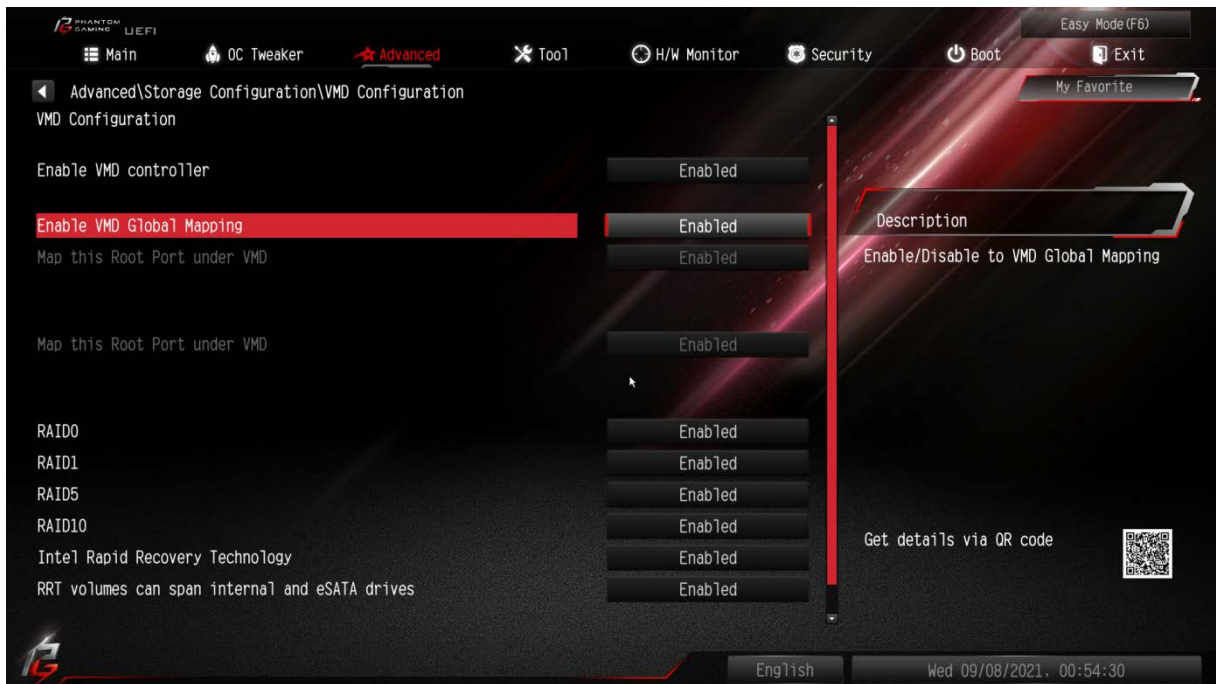 PHANTOM
GAMING UEFI
Easy Mode(F6)
Main OC Tweaker Advanced Tool H/W Monitor Security Boot Exit
Advanced\Storage Configuration\VMD Configuration
My Favorite
VMD Configuration
Enable VMD controller Enabled
Enable VMD Global Mapping Enabled
Description
Map this Root Port under VMD Enabled
Enable/Disable to VMD Global Mapping
Map this Root Port under VMD Enabled
RAID0 Enabled
RAID1 Enabled
RAID5 Enabled
RAID10 Enabled
Get details via QR code
Intel Rapid Recovery Technology Enabled
RRT volumes can span internal and eSATA drives Enabled
English Wed 09/08/2021, 00:54:30